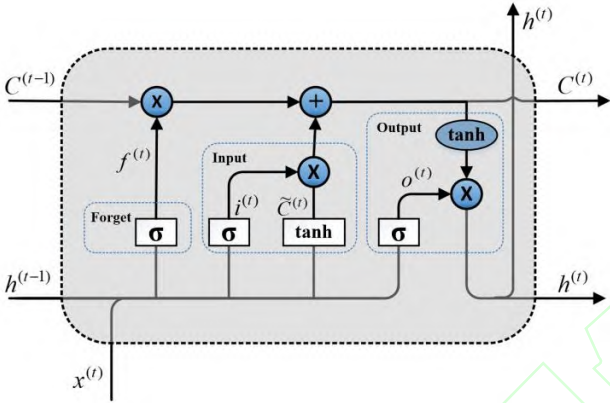 h^(t)
C^(t-1)
C^(t)
X
+
Output
tanh
f^(t)
Input
X
o^(t)
X
i^(t)
C̃^(t)
Forget
σ
σ
tanh
σ
h^(t-1)
h^(t)
x^(t)